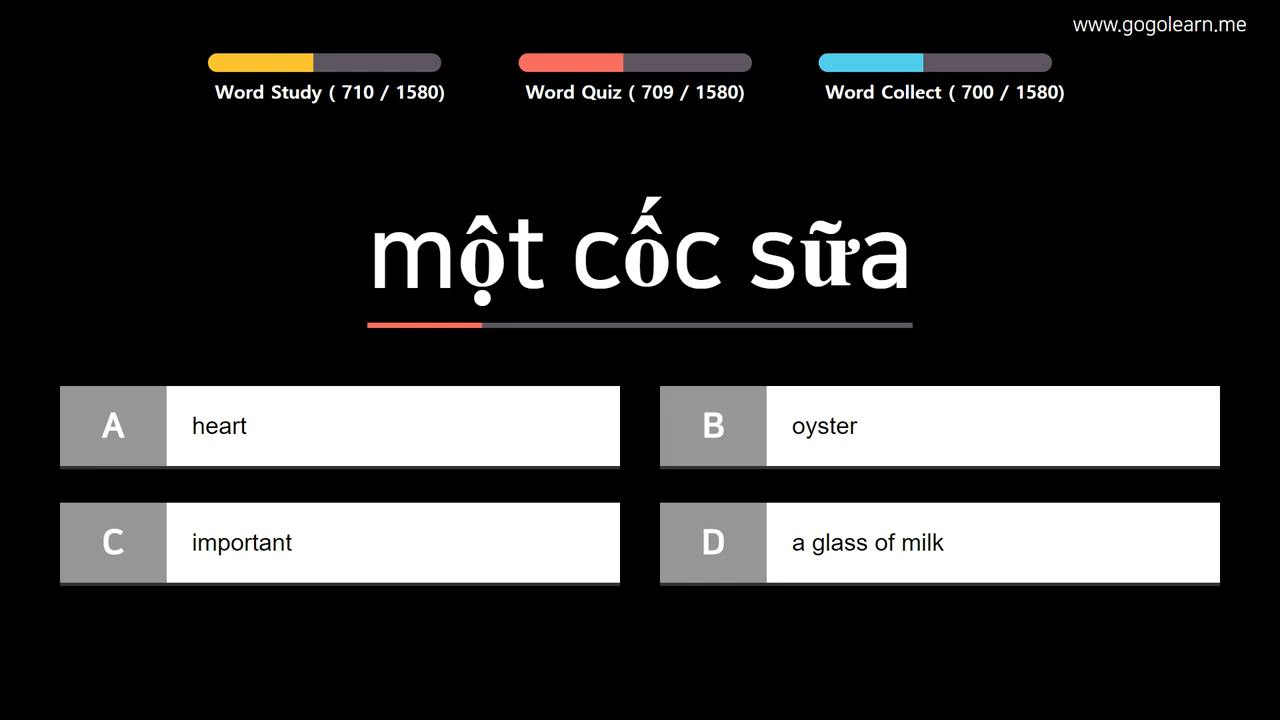 www.gogolearn.me
Word Study ( 710 / 1580)
Word Quiz ( 709 / 1580)
Word Collect ( 700 / 1580)
một cốc sữa
A heart
B oyster
C important
D a glass of milk